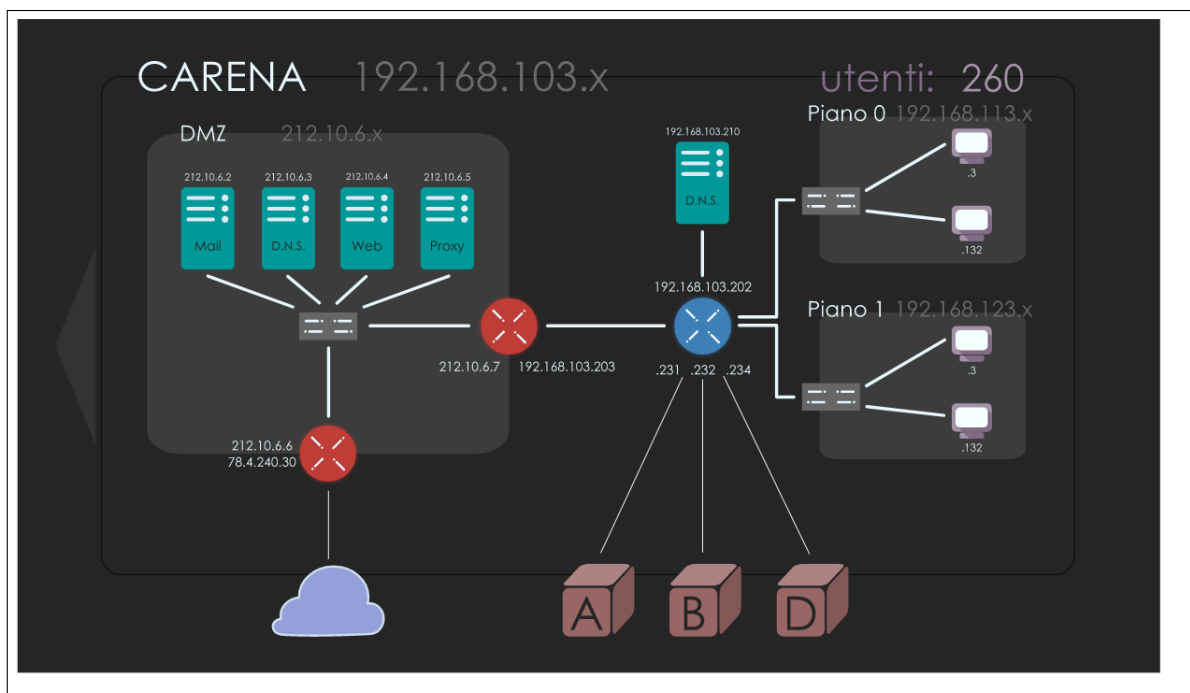 CARENA 192.168.103.x
utenti: 260
DMZ 212.10.6.x
212.10.6.2 212.10.6.3 212.10.6.4 212.10.6.5
Mail D.N.S. Web Proxy
192.168.103.210
D.N.S.
192.168.103.202
212.10.6.7 192.168.103.203
.231 .232 .234
212.10.6.6
78.4.240.30
Piano 0 192.168.113.x
.3
.132
Piano 1 192.168.123.x
.3
.132
A B D